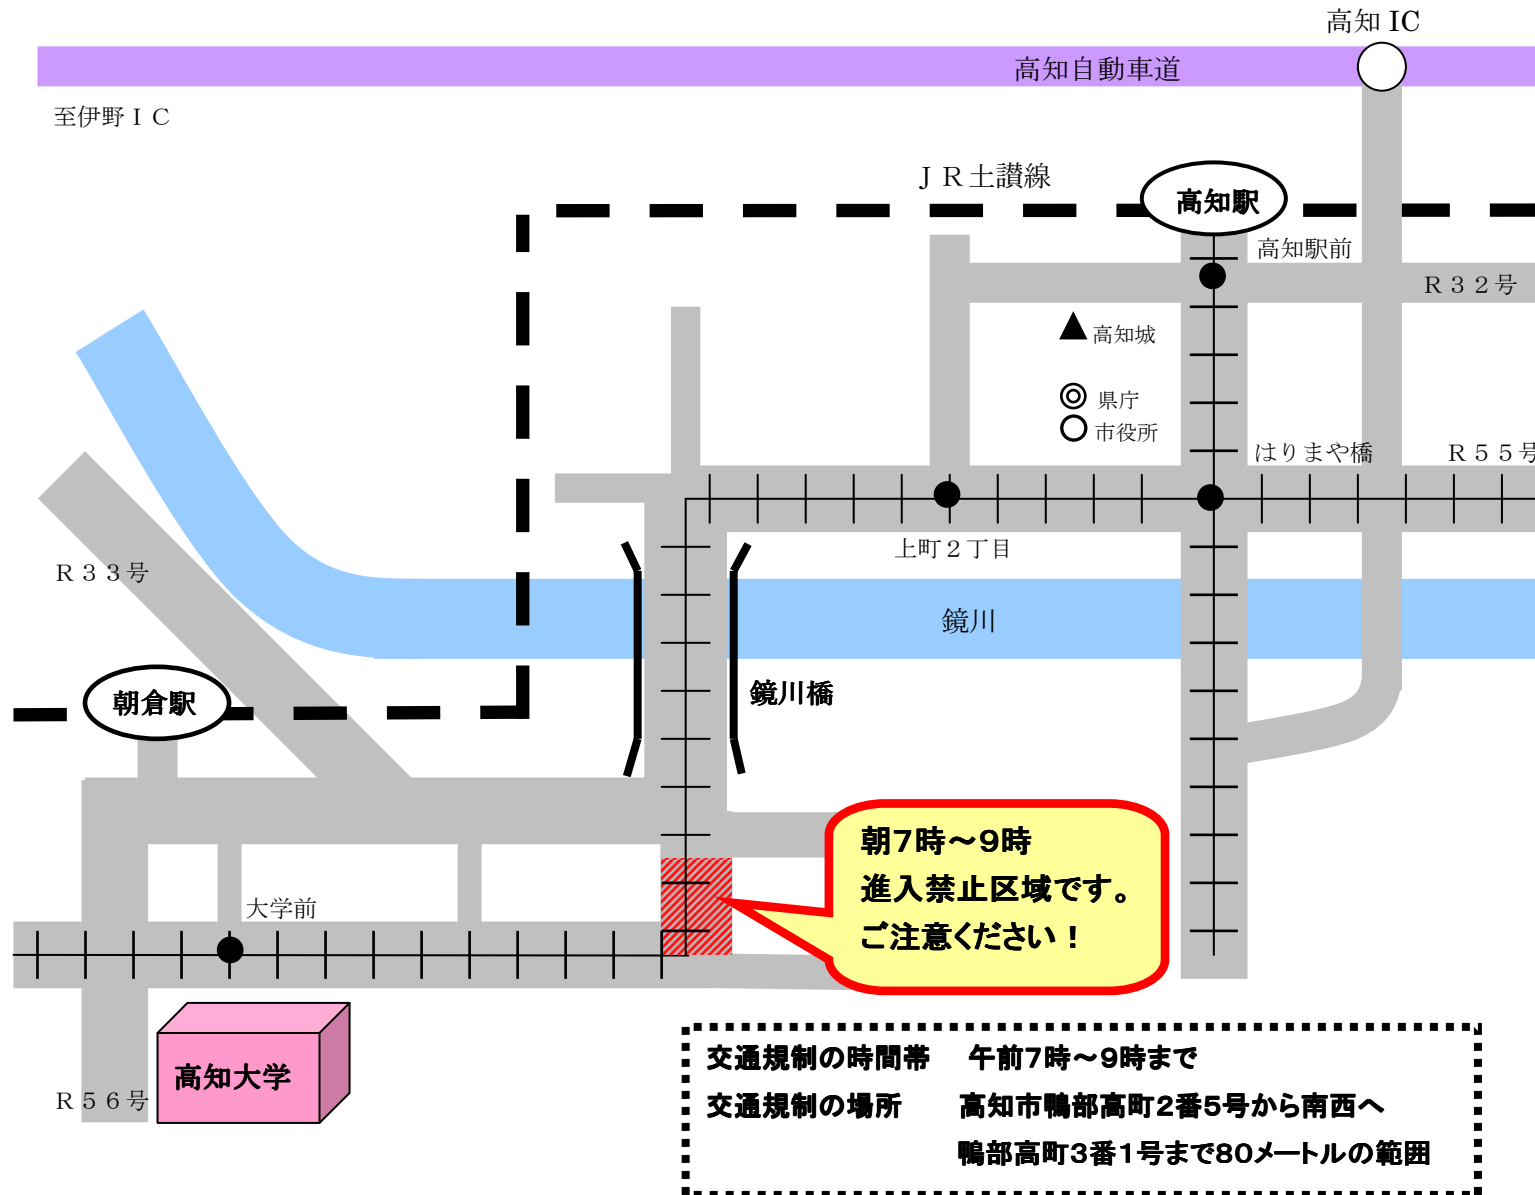 高知 IC
高知自動車道
至伊野ＩＣ
ＪＲ土讃線
高知駅
高知駅前
Ｒ３２号
高知城
県庁
市役所
はりまや橋
Ｒ５５号
上町２丁目
Ｒ３３号
鏡川
朝倉駅
鏡川橋
朝7時～9時
進入禁止区域です。
ご注意ください！
大学前
高知大学
Ｒ５６号
交通規制の時間帯　午前7時～9時まで
交通規制の場所　高知市鴨部高町2番5号から南西へ
鴨部高町3番1号まで80メートルの範囲